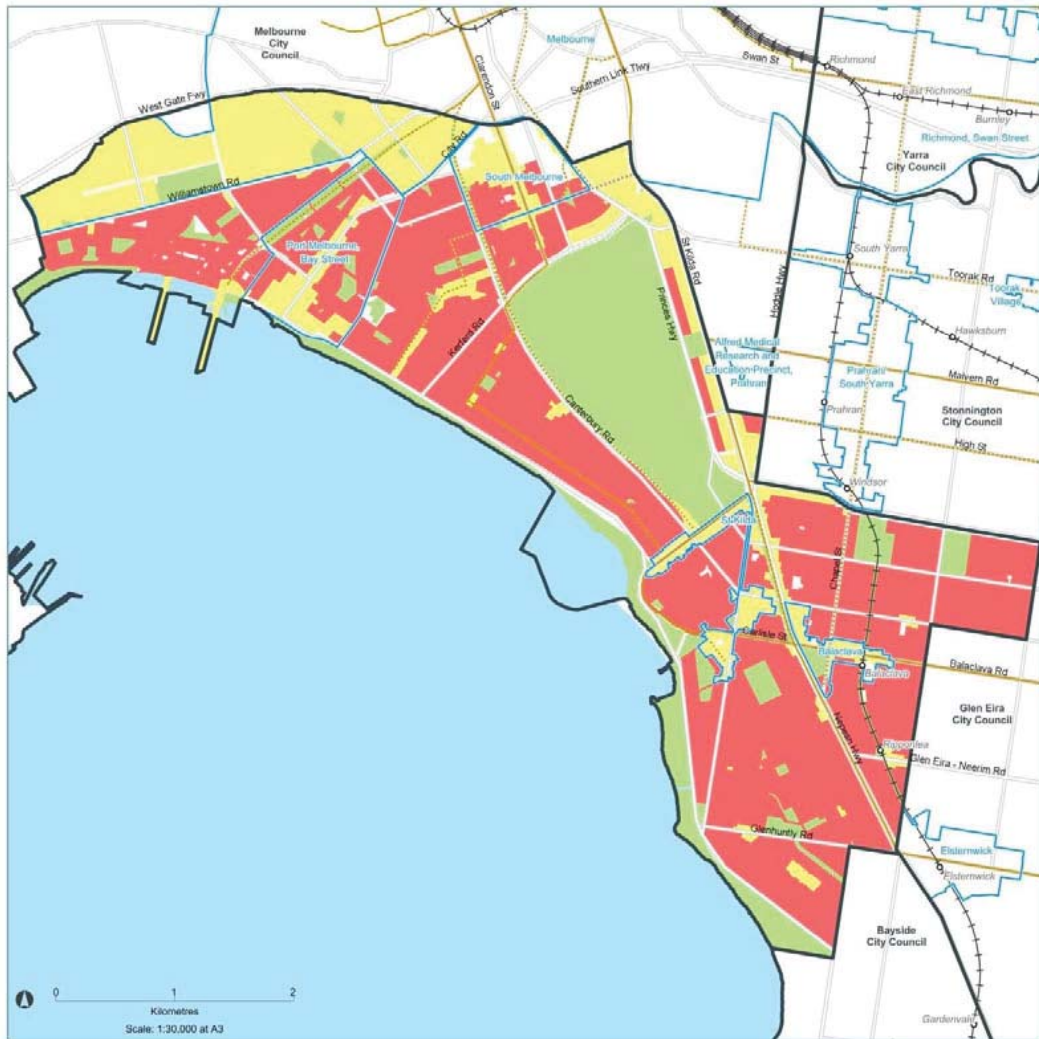 Melbourne
City
Council
Melbourne
Clarendon St
Southern Link Tlwy
Swan St
Richmond
East Richmond
Burnley
Richmond, Swan Street
Yarra
City Council
West Gate Fwy
City Rd
South Melbourne
Williamstown Rd
Port Melbourne,
Bay Street
St Kilda Rd
Princes Hwy
Hoddle Hwy
South Yarra
Toorak Rd
Toorak
Village
Hawksburn
Kerferd Rd
Alfred Medical
Research and
Education Precinct,
Prahran
Prahran/
South Yarra
Malvern Rd
Prahran
Stonnington
City Council
High St
Canterbury Rd
Windsor
St Kilda
Chapel St
Carlisle St
Balaclava
Balaclava
Balaclava Rd
Glen Eira
City Council
Nepean Hwy
Ripponlea
Glen Eira - Neerim Rd
Glenhuntly Rd
Elsternwick
Elsternwick
Bayside
City Council
Gardenvale
0 1 2
Kilometres
Scale: 1:30,000 at A3